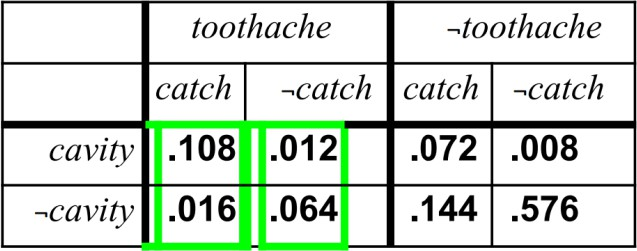 toothache ¬toothache
catch ¬catch catch ¬catch
cavity .108 .012 .072 .008
¬cavity .016 .064 .144 .576